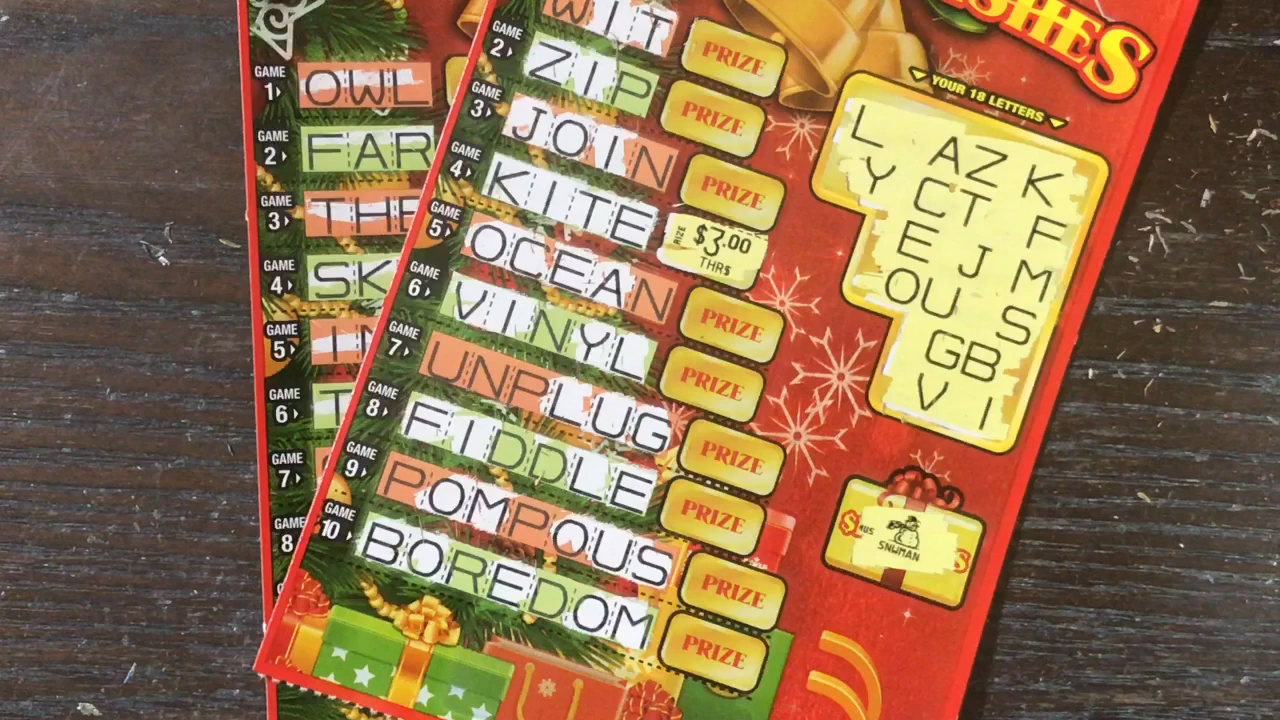 WIT
ISHES
GAME 1 OWL
GAME 2 FAR
GAME 3 THE
GAME 4 SK
GAME 5 IN
GAME 6 T
GAME 7
GAME 8
GAME 2 ZIP PRIZE
GAME 3 JOIN PRIZE
GAME 4 KITE PRIZE
GAME 5 OCEAN $3.00
THR$
GAME 6 VINYL PRIZE
GAME 7 UNPLUG PRIZE
GAME 8 FIDDLE PRIZE
GAME 9 POMPOUS PRIZE
GAME 10 BOREDOM PRIZE
PRIZE
PRIZE
YOUR 18 LETTERS
L A Z K
Y C T F
E J M
O U S
G B
V I
SNWMAN